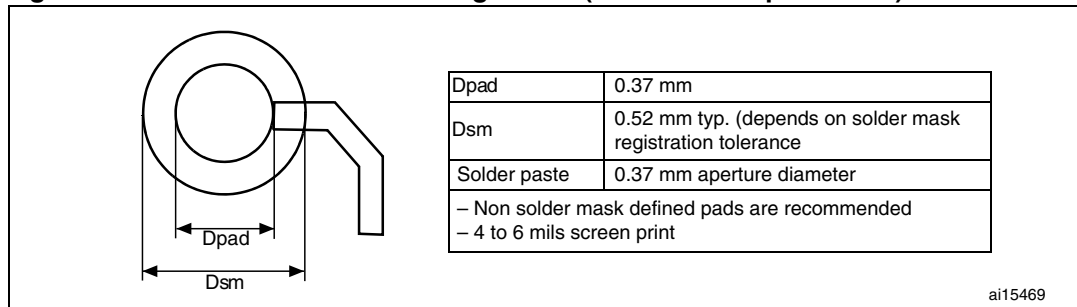 Dpad 0.37 mm
Dsm 0.52 mm typ. (depends on solder mask
registration tolerance
Solder paste 0.37 mm aperture diameter
– Non solder mask defined pads are recommended
– 4 to 6 mils screen print
Dpad
Dsm
ai15469